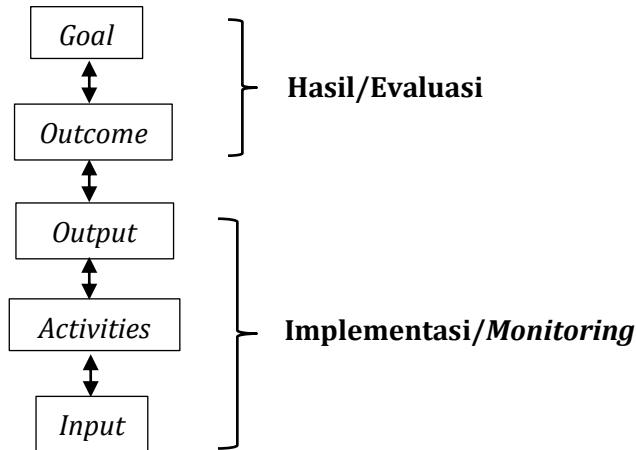 Goal
Hasil/Evaluasi
Outcome
Output
Activities
Implementasi/Monitoring
Input